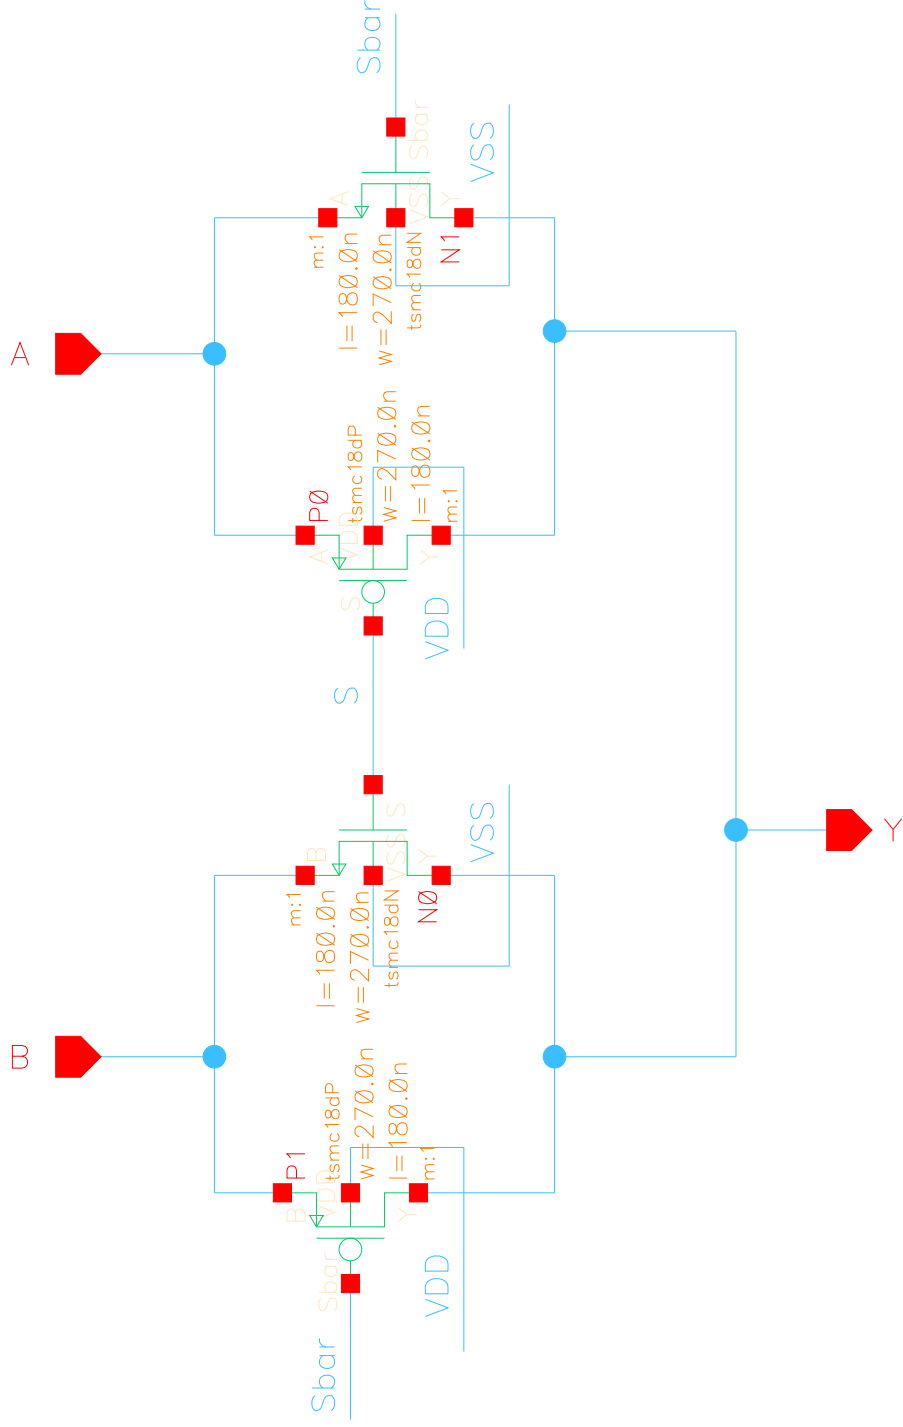 Sbar
Sbar
VSS
VSS
A
Y
N1
m:1
l=180.0n
w=270.0n
tsmc18dN
A
P0
tsmc18dP
w=270.0n
l=180.0n
m:1
VDD
A
Y
S
VDD
S
S
VSS
VSS
B
Y
N0
m:1
l=180.0n
w=270.0n
tsmc18dN
Y
B
P1
tsmc18dP
w=270.0n
l=180.0n
m:1
VDD
B
Y
Sbar
VDD
Sbar